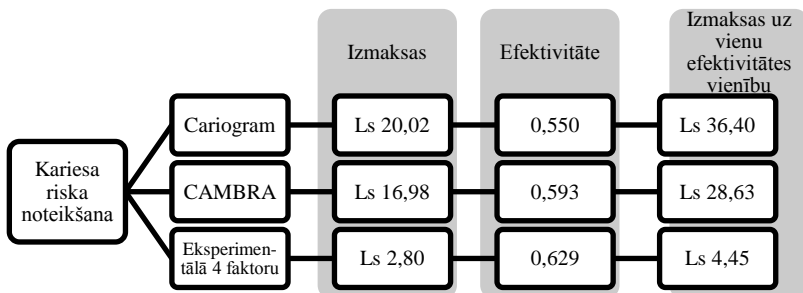 Izmaksas
Efektivitāte
Izmaksas uz
vienu
efektivitātes
vienību
Kariesa
riska
noteikšana
Cariogram
Ls 20,02
0,550
Ls 36,40
CAMBRA
Ls 16,98
0,593
Ls 28,63
Eksperimen-
tālā 4 faktoru
Ls 2,80
0,629
Ls 4,45